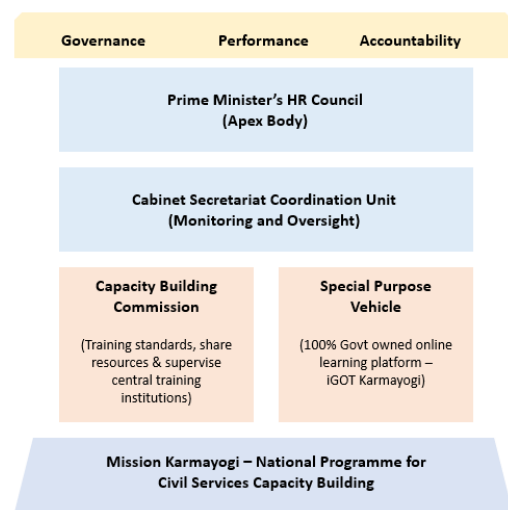 Governance Performance Accountability
Prime Minister's HR Council
(Apex Body)
Cabinet Secretariat Coordination Unit
(Monitoring and Oversight)
Capacity Building
Commission
(Training standards, share
resources & supervise
central training
institutions)
Special Purpose
Vehicle
(100% Govt owned online
learning platform –
iGOT Karmayogi)
Mission Karmayogi – National Programme for
Civil Services Capacity Building